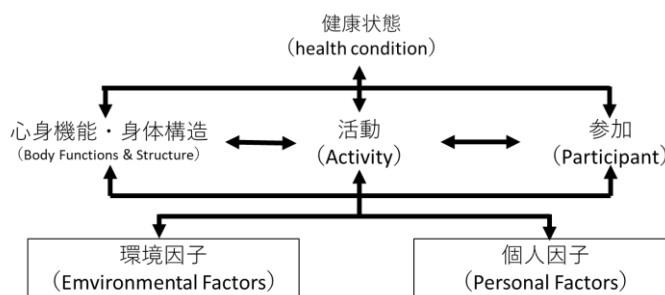 健康状態
（health condition）
心身機能・身体構造
（Body Functions & Structure）
活動
（Activity）
参加
（Participant）
環境因子
（Emvironmental Factors）
個人因子
（Personal Factors）